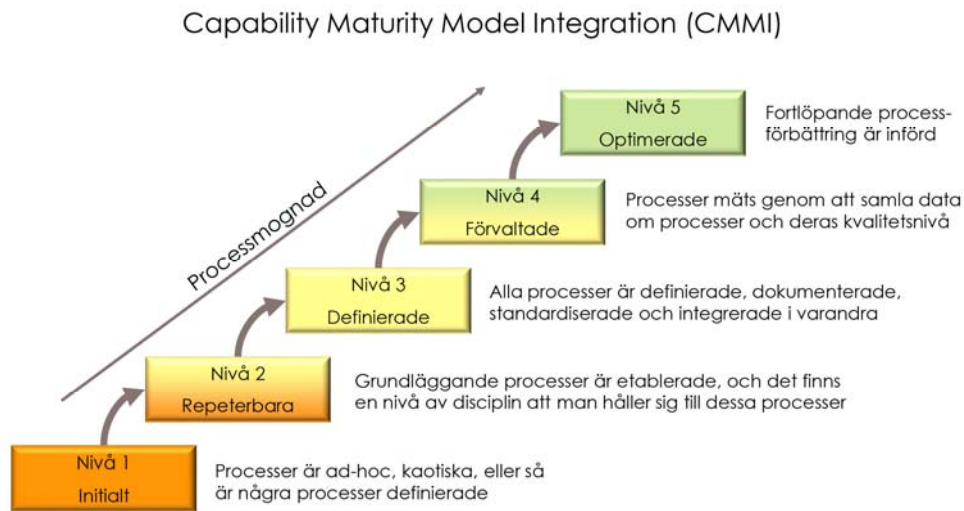 Capability Maturity Model Integration (CMMI)
Processmognad
Nivå 5
Optimerade
Fortlöpande process-
förbättring är införd
Nivå 4
Förvaltade
Processer mäts genom att samla data
om processer och deras kvalitetsnivå
Nivå 3
Definierade
Alla processer är definierade, dokumenterade,
standardiserade och integrerade i varandra
Nivå 2
Repeterbara
Grundläggande processer är etablerade, och det finns
en nivå av disciplin att man håller sig till dessa processer
Nivå 1
Initialt
Processer är ad-hoc, kaotiska, eller så
är några processer definierade